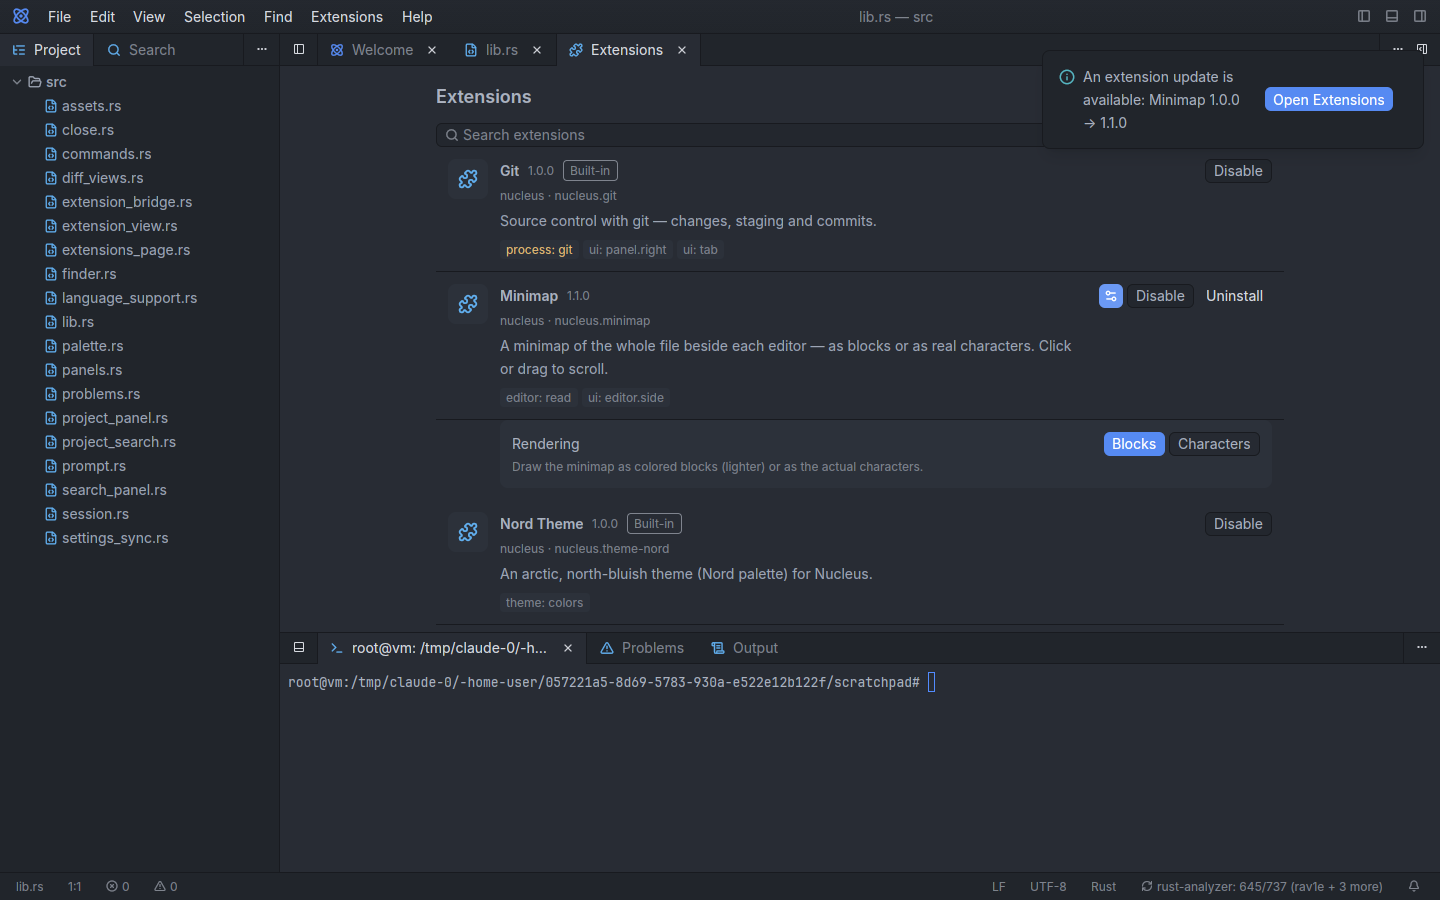 File Edit View Selection Find Extensions Help
lib.rs — src
Project
Search
Welcome
lib.rs
Extensions
An extension update is
available: Minimap 1.0.0
→ 1.1.0
Open Extensions
src
assets.rs
close.rs
commands.rs
diff_views.rs
extension_bridge.rs
extension_view.rs
extensions_page.rs
finder.rs
language_support.rs
lib.rs
palette.rs
panels.rs
problems.rs
project_panel.rs
project_search.rs
prompt.rs
search_panel.rs
session.rs
settings_sync.rs
Extensions
Search extensions
Git 1.0.0 Built-in
Disable
nucleus · nucleus.git
Source control with git — changes, staging and commits.
process: git ui: panel.right ui: tab
Minimap 1.1.0
Disable Uninstall
nucleus · nucleus.minimap
A minimap of the whole file beside each editor — as blocks or as real characters. Click
or drag to scroll.
editor: read ui: editor.side
Rendering
Blocks Characters
Draw the minimap as colored blocks (lighter) or as the actual characters.
Nord Theme 1.0.0 Built-in
Disable
nucleus · nucleus.theme-nord
An arctic, north-bluish theme (Nord palette) for Nucleus.
theme: colors
root@vm: /tmp/claude-0/-h...
Problems
Output
root@vm:/tmp/claude-0/-home-user/057221a5-8d69-5783-930a-e522e12b122f/scratchpad#
lib.rs 1:1 0 0
LF UTF-8 Rust rust-analyzer: 645/737 (rav1e + 3 more)